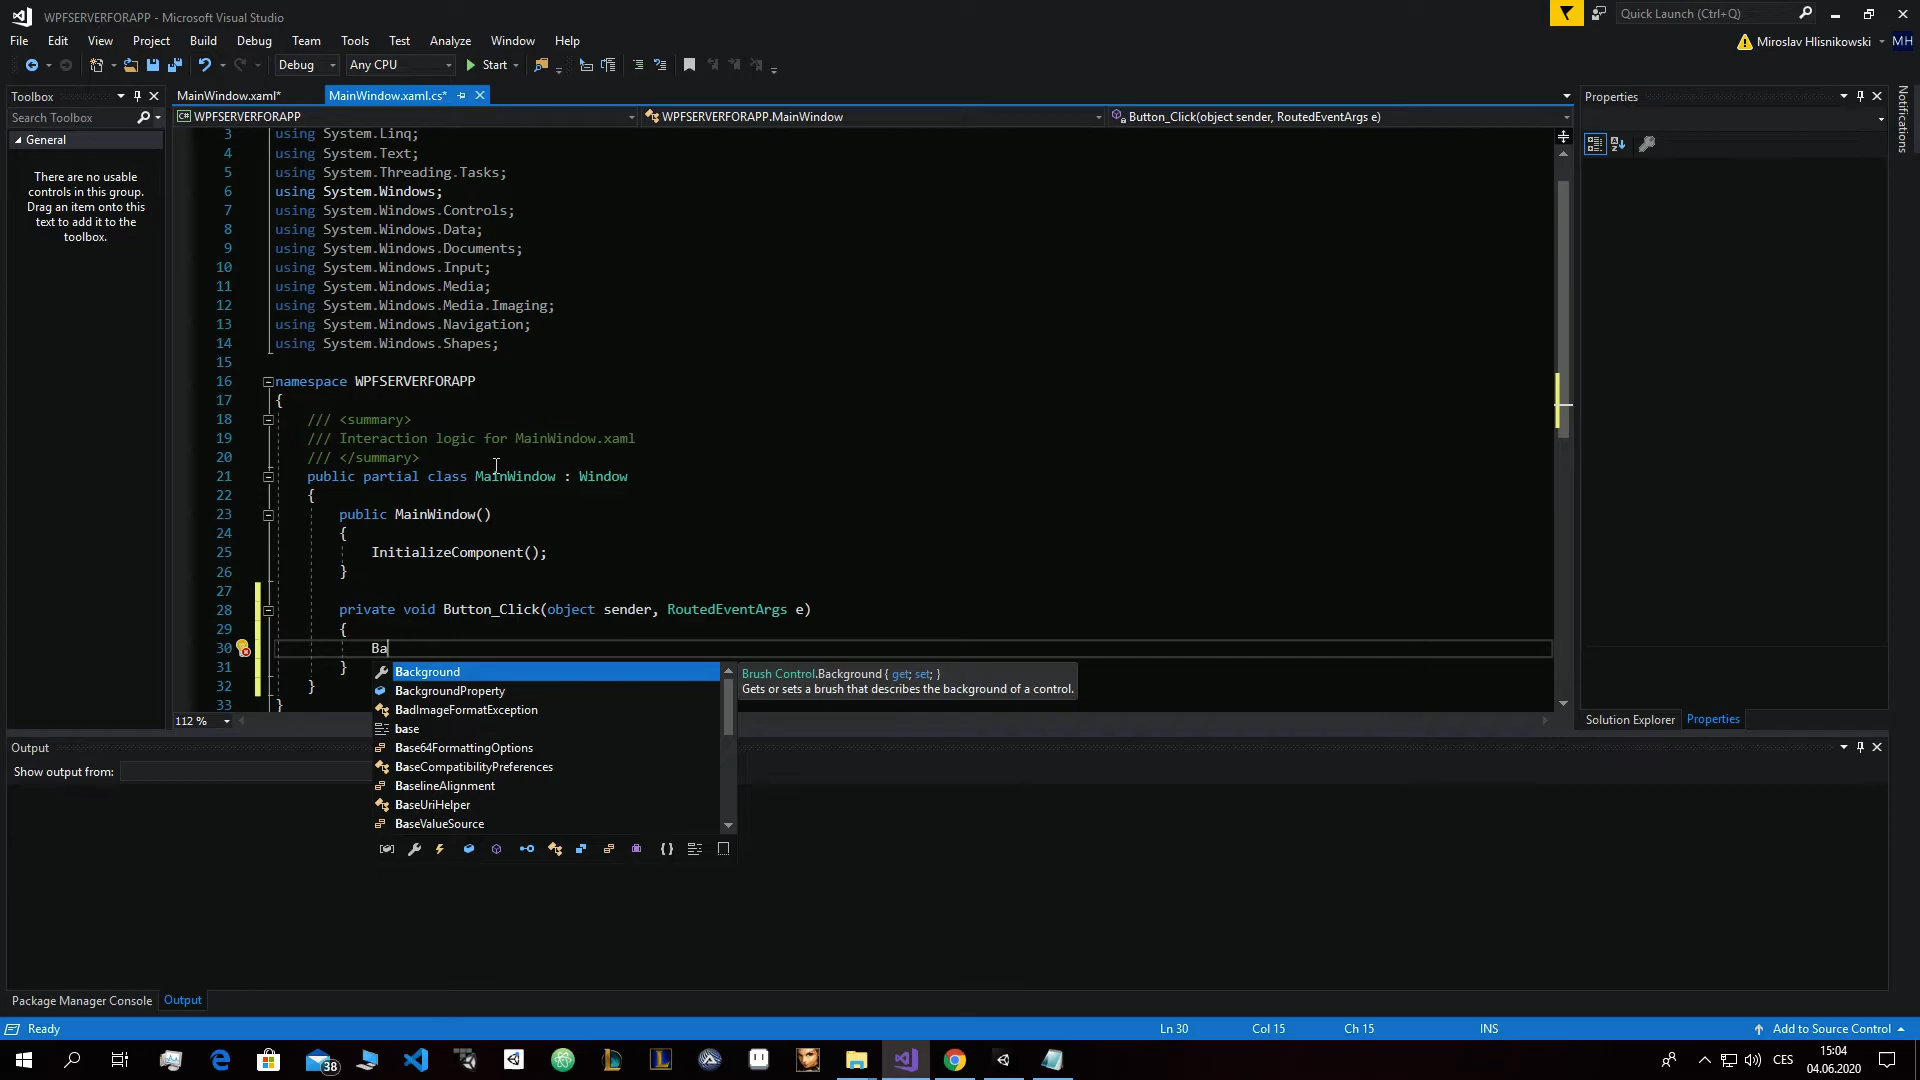 WPFSERVERFORAPP - Microsoft Visual Studio
Quick Launch (Ctrl+Q)
File Edit View Project Build Debug Team Tools Test Analyze Window Help
Miroslav Hlisnikowski MH
Debug Any CPU Start
Toolbox
MainWindow.xaml*
MainWindow.xaml.cs*
Properties
Notifications
Search Toolbox
WPFSERVERFORAPP
WPFSERVERFORAPP.MainWindow
Button_Click(object sender, RoutedEventArgs e)
General
There are no usable
controls in this group.
Drag an item onto this
text to add it to the
toolbox.
3 using System.Linq;
4 using System.Text;
5 using System.Threading.Tasks;
6 using System.Windows;
7 using System.Windows.Controls;
8 using System.Windows.Data;
9 using System.Windows.Documents;
10 using System.Windows.Input;
11 using System.Windows.Media;
12 using System.Windows.Media.Imaging;
13 using System.Windows.Navigation;
14 using System.Windows.Shapes;
15
16 namespace WPFSERVERFORAPP
17 {
18 /// <summary>
19 /// Interaction logic for MainWindow.xaml
20 /// </summary>
21 public partial class MainWindow : Window
22 {
23 public MainWindow()
24 {
25 InitializeComponent();
26 }
27
28 private void Button_Click(object sender, RoutedEventArgs e)
29 {
30 Ba
31 }
32 }
33 }
Background
BackgroundProperty
BadImageFormatException
base
Base64FormattingOptions
BaseCompatibilityPreferences
BaselineAlignment
BaseUriHelper
BaseValueSource
Brush Control.Background { get; set; }
Gets or sets a brush that describes the background of a control.
112 %
Solution Explorer Properties
Output
Show output from:
Package Manager Console Output
Ready
Ln 30 Col 15 Ch 15 INS
Add to Source Control
38
CES
15:04
04.06.2020